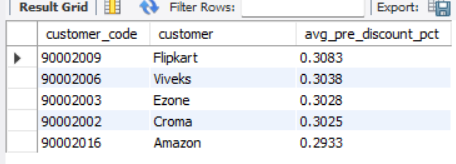 Result Grid Filter Rows: Export:
customer_code customer avg_pre_discount_pct
90002009 Flipkart 0.3083
90002006 Viveks 0.3038
90002003 Ezone 0.3028
90002002 Croma 0.3025
90002016 Amazon 0.2933